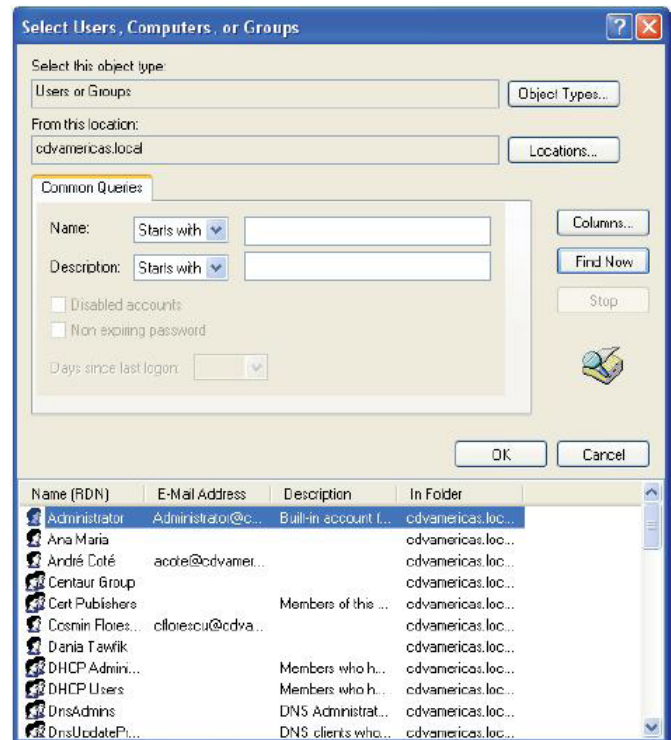 Select Users, Computers, or Groups
Select this object type:
Users or Groups
Object Types...
From this location:
cdvamericas.local
Locations...
Common Queries
Name: Starts with
Columns...
Description: Starts with
Find Now
Disabled accounts
Stop
Non expiring password
Days since last logon:
OK Cancel
Name (RDN) E-Mail Address Description In Folder
Administrator Administrator@c... Built-in account f... cdvamericas.loc...
Ana Maria cdvamericas.loc...
André Coté acote@cdvamer... cdvamericas.loc...
Centaur Group cdvamericas.loc...
Cert Publishers Members of this ... cdvamericas.loc...
Cosmin Flores... cflorescu@cdva... cdvamericas.loc...
Dania Tawfik cdvamericas.loc...
DHCP Admini... Members who h... cdvamericas.loc...
DHCP Users Members who h... cdvamericas.loc...
DnsAdmins DNS Administrat... cdvamericas.loc...
DnsUpdatePr... DNS clients who... cdvamericas.loc...